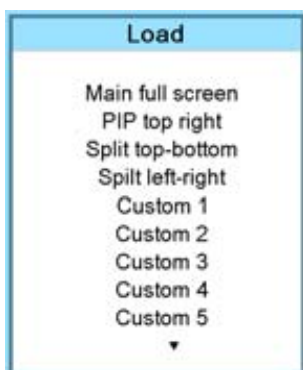 Load
Main full screen
PIP top right
Split top-bottom
Spilt left-right
Custom 1
Custom 2
Custom 3
Custom 4
Custom 5
▼